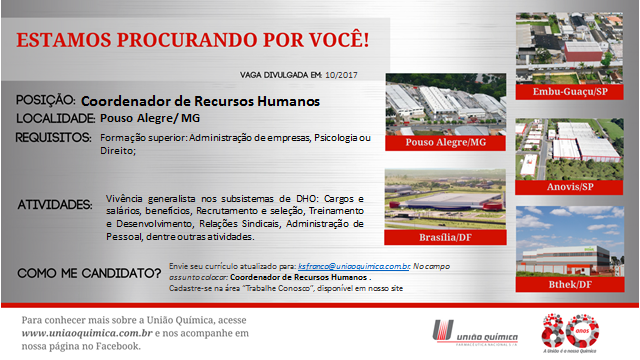 ESTAMOS PROCURANDO POR VOCÊ!
VAGA DIVULGADA EM: 10/2017
POSIÇÃO: Coordenador de Recursos Humanos
LOCALIDADE: Pouso Alegre/ MG
REQUISITOS: Formação superior: Administração de empresas, Psicologia ou
Direito;
ATIVIDADES: Vivência generalista nos subsistemas de DHO: Cargos e
salários, benefícios, Recrutamento e seleção, Treinamento
e Desenvolvimento, Relações Sindicais, Administração de
Pessoal, dentre outras atividades.
COMO ME CANDIDATO? Envie seu currículo atualizado para: ksfranco@uniaoquimica.com.br. No campo
assunto colocar: Coordenador de Recursos Humanos .
Cadastre-se na área "Trabalhe Conosco", disponível em nosso site
Embu-Guaçu/SP
Pouso Alegre/MG
Anovis/SP
Brasília/DF
Bthek/DF
Para conhecer mais sobre a União Química, acesse
www.uniaoquimica.com.br e nos acompanhe em
nossa página no Facebook.
união química
FARMACÊUTICA NACIONAL S/A
80 anos
A União é a nossa Química